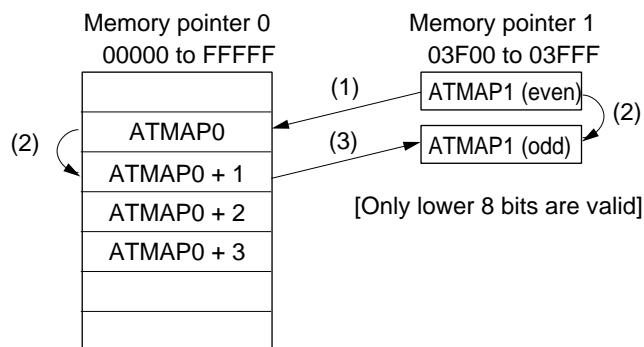 Memory pointer 0
00000 to FFFFF
Memory pointer 1
03F00 to 03FFF
(1)
ATMAP1 (even)
(2)
ATMAP0
(2)
(3)
ATMAP1 (odd)
ATMAP0 + 1
ATMAP0 + 2
[Only lower 8 bits are valid]
ATMAP0 + 3